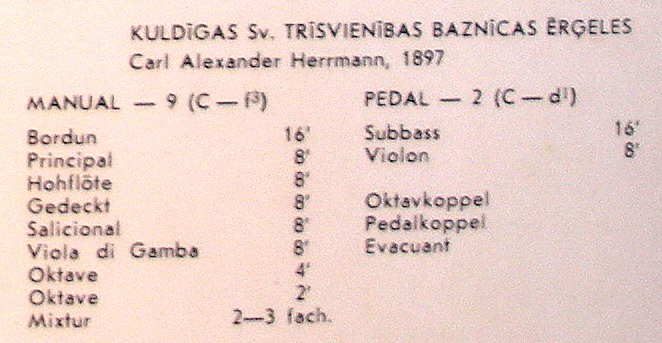 KULDĪGAS Sv. TRĪSVIENĪBAS BAZNĪCAS ĒRĢELES
Carl Alexander Herrmann, 1897
MANUAL — 9 (C — f³)
Bordun 16'
Principal 8'
Hohflöte 8'
Gedeckt 8'
Salicional 8'
Viola di Gamba 8'
Oktave 4'
Oktave 2'
Mixtur 2—3 fach.
PEDAL — 2 (C — d¹)
Subbass 16'
Violon 8'
Oktavkoppel
Pedalkoppel
Evacuant